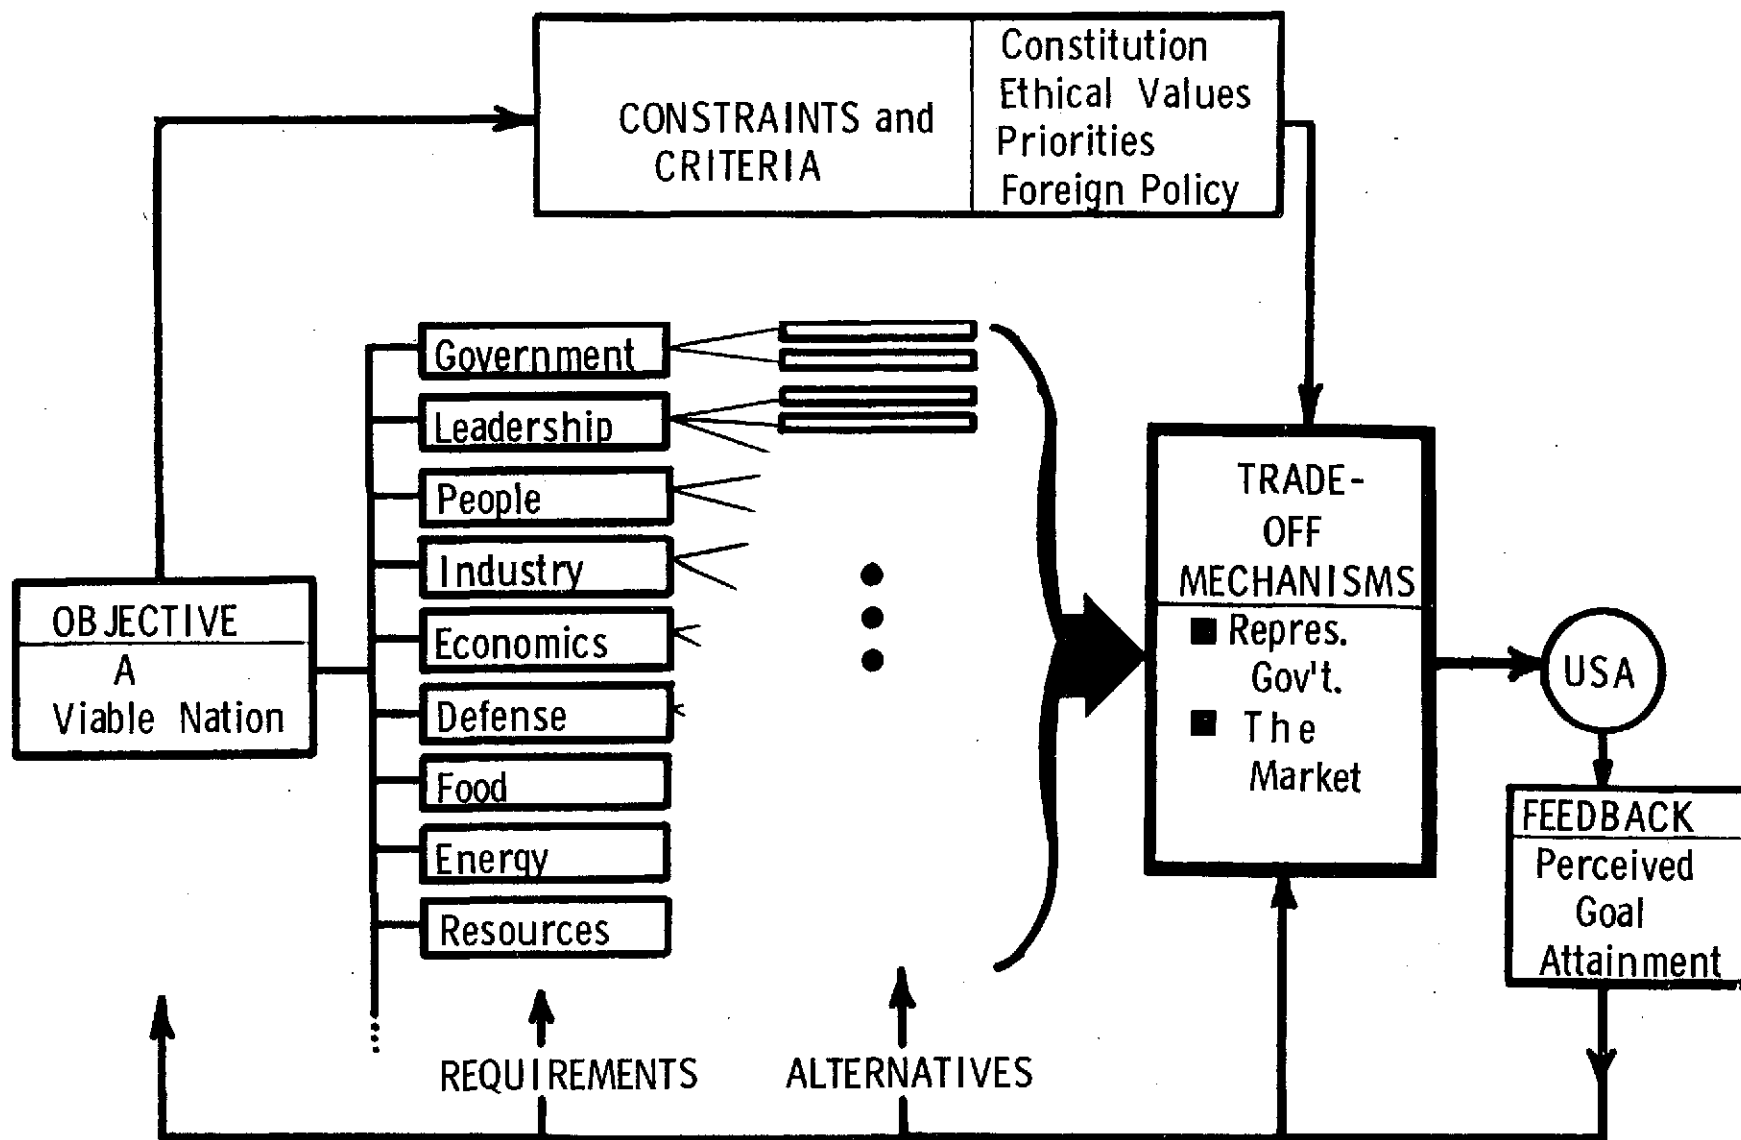 CONSTRAINTS and
CRITERIA
Constitution
Ethical Values
Priorities
Foreign Policy
OBJECTIVE
A
Viable Nation
Government
Leadership
People
Industry
Economics
Defense
Food
Energy
Resources
REQUIREMENTS
ALTERNATIVES
TRADE-
OFF
MECHANISMS
■ Repres.
Gov't.
■ The
Market
USA
FEEDBACK
Perceived
Goal
Attainment